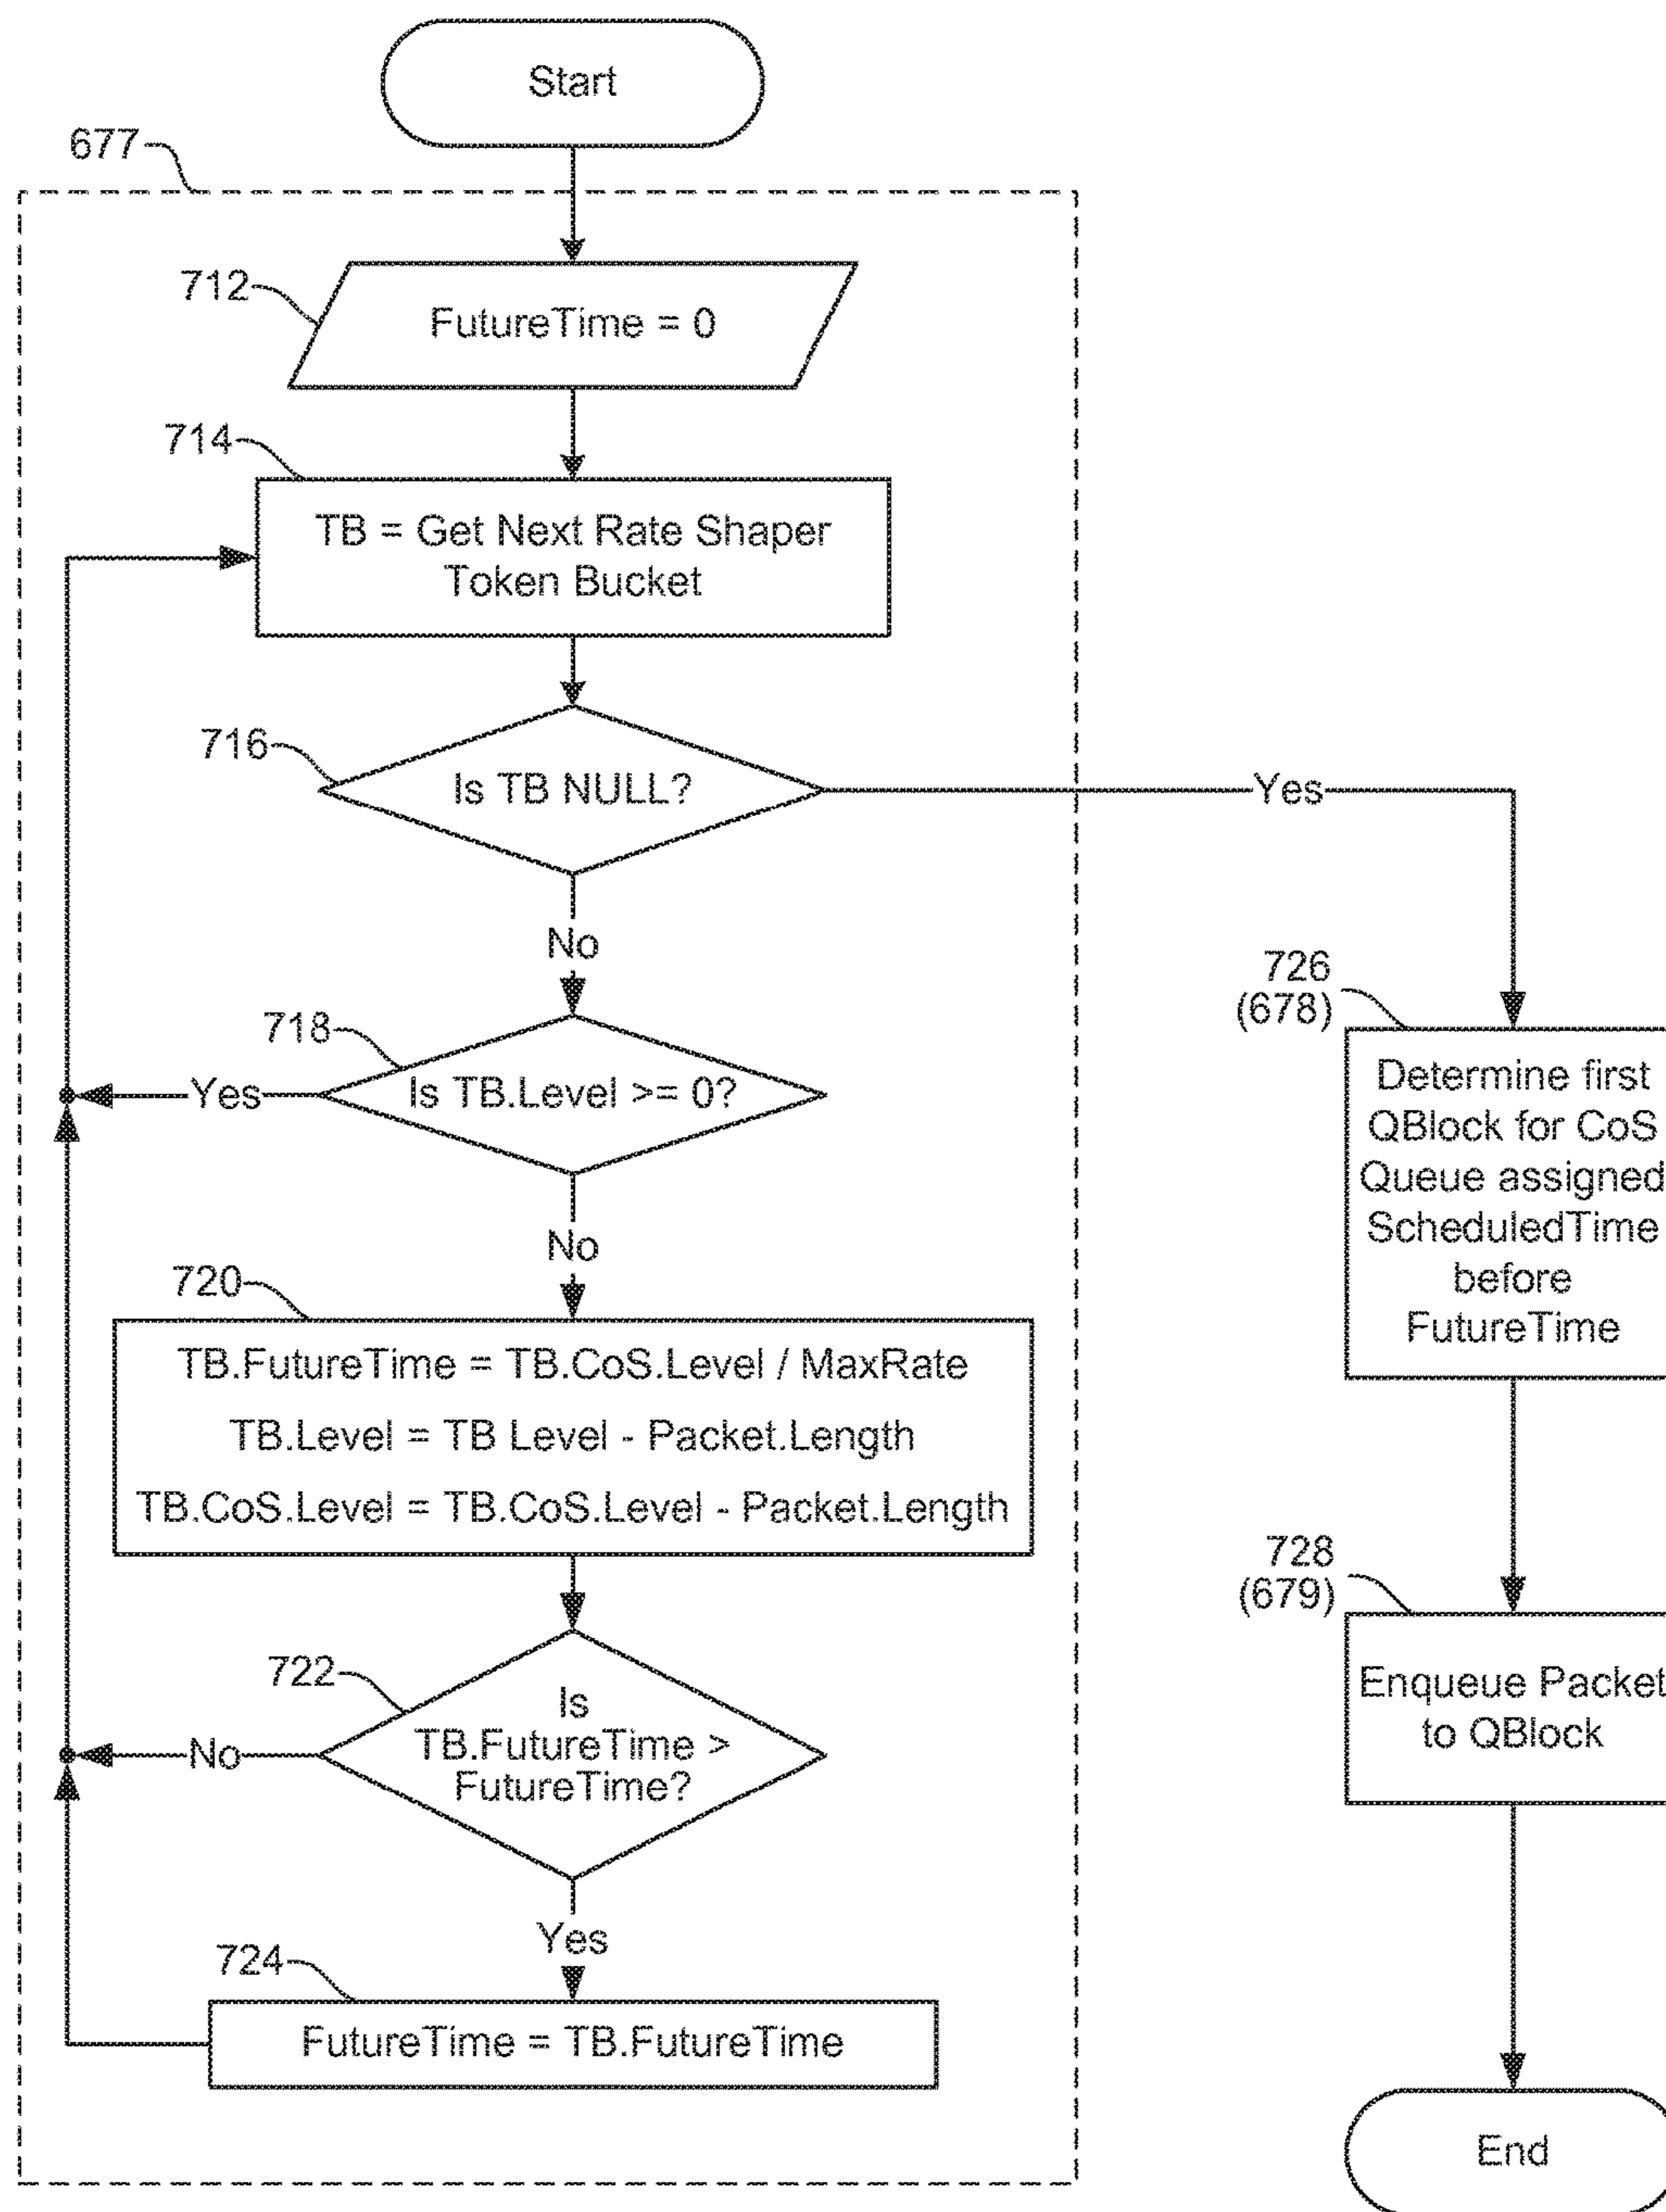 Start
677
712
FutureTime = 0
714
TB = Get Next Rate Shaper
Token Bucket
716
Is TB NULL?
Yes
No
718
Is TB.Level >= 0?
Yes
No
720
TB.FutureTime = TB.CoS.Level / MaxRate
TB.Level = TB Level - Packet.Length
TB.CoS.Level = TB.CoS.Level - Packet.Length
722
Is
TB.FutureTime >
FutureTime?
No
Yes
724
FutureTime = TB.FutureTime
726
(678)
Determine first
QBlock for CoS
Queue assigned
ScheduledTime
before
FutureTime
728
(679)
Enqueue Packet
to QBlock
End